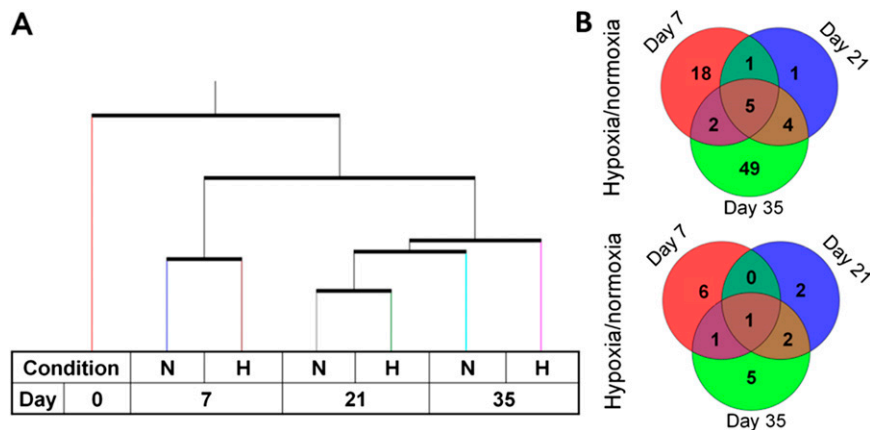 A
Condition N H N H N H
Day 0 7 21 35
B
Hypoxia/normoxia
Day 7
Day 21
18 1 1
5
2 4
49
Day 35
Hypoxia/normoxia
Day 7
Day 21
6 0 2
1
1 2
5
Day 35